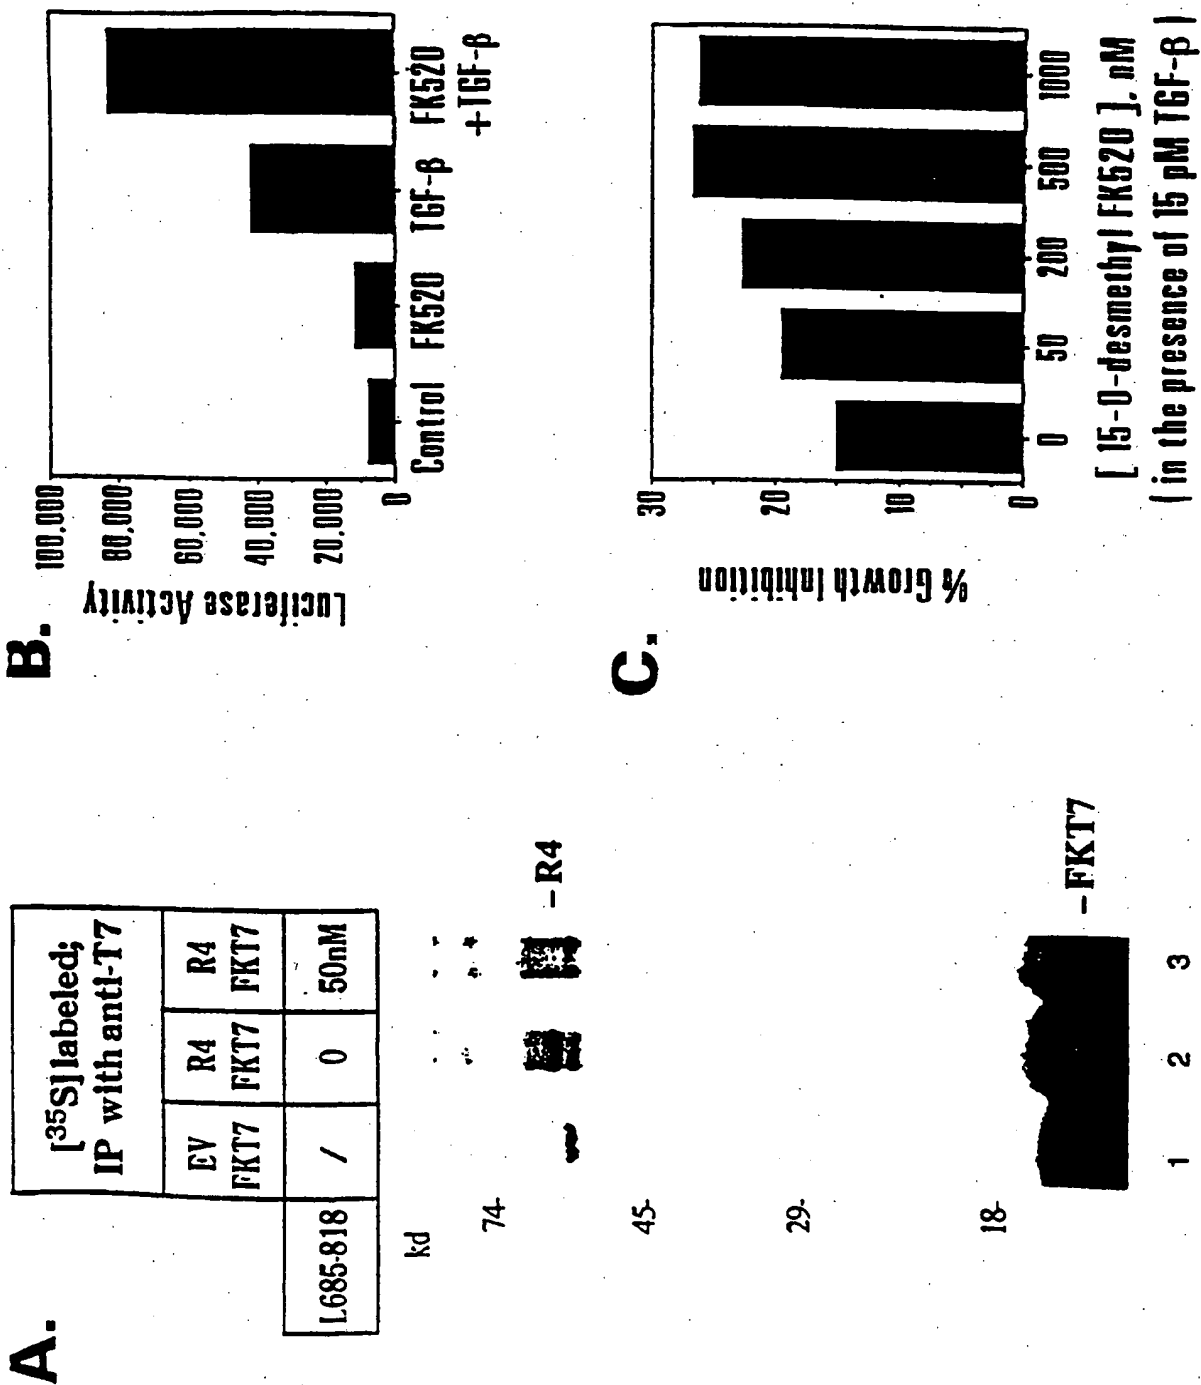 A.
[35S]labeled;
IP with anti-T7
EV
FKT7
R4
FKT7
R4
FKT7
L685-818
/
0
50nM
kd
74-
45-
29-
18-
-R4
-FKT7
1
2
3
B.
Luciferase Activity
100,000
80,000
60,000
40,000
20,000
0
Control
FK520
TGF-β
FK520
+TGF-β
C.
% Growth Inhibition
30
20
10
0
0
50
200
500
1000
[ 15-O-desmethyl FK520 ], nM
( in the presence of 15 pM TGF-β )